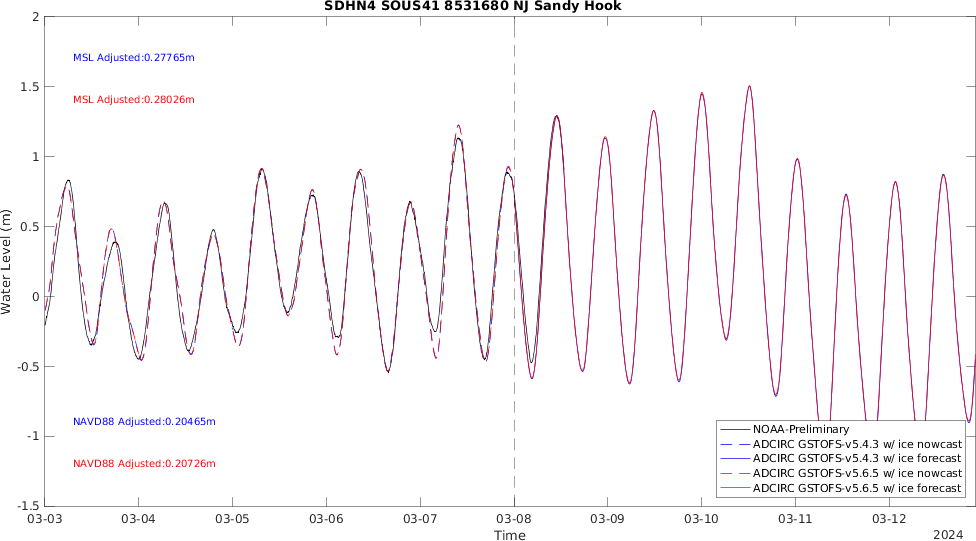 SDHN4 SOUS41 8531680 NJ Sandy Hook
2
MSL Adjusted:0.27765m
1.5
MSL Adjusted:0.28026m
1
0.5
Water Level (m)
0
-0.5
NAVD88 Adjusted:0.20465m
-1
NAVD88 Adjusted:0.20726m
-1.5
NOAA-Preliminary
ADCIRC GSTOFS-v5.4.3 w/ ice nowcast
ADCIRC GSTOFS-v5.4.3 w/ ice forecast
ADCIRC GSTOFS-v5.6.5 w/ ice nowcast
ADCIRC GSTOFS-v5.6.5 w/ ice forecast
03-03 03-04 03-05 03-06 03-07 03-08 03-09 03-10 03-11 03-12
Time
2024